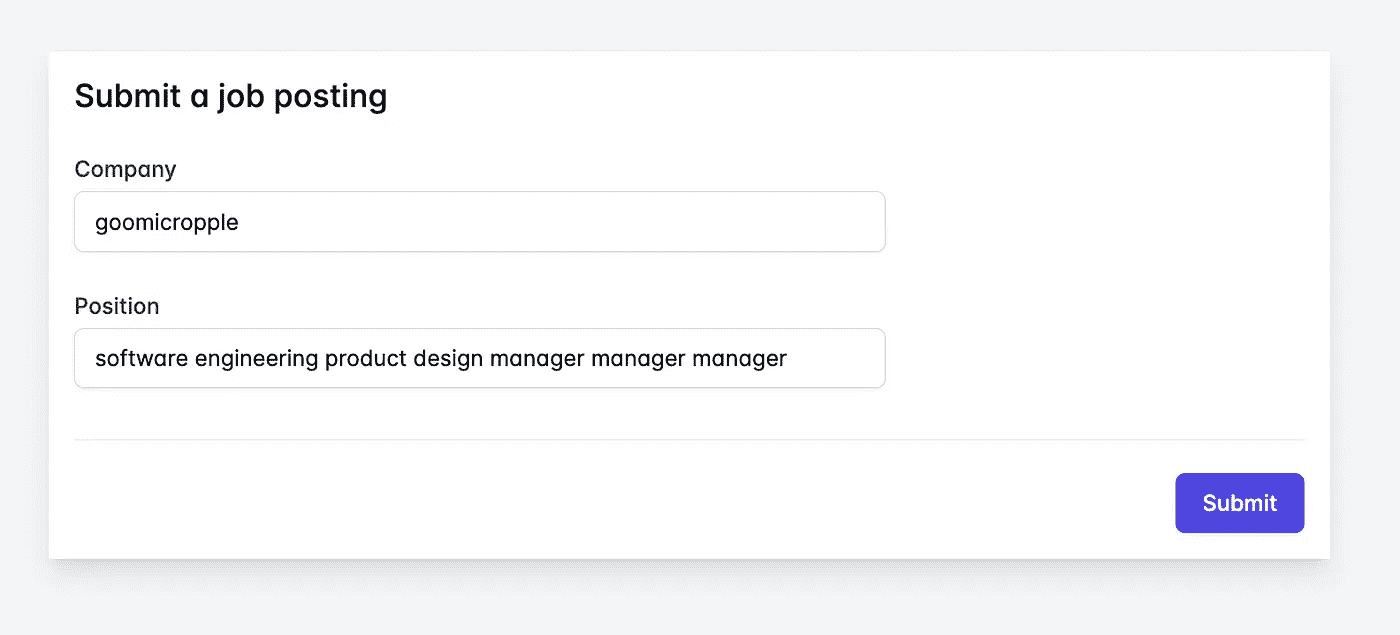 Submit a job posting
Company
goomicropple
Position
software engineering product design manager manager manager
Submit